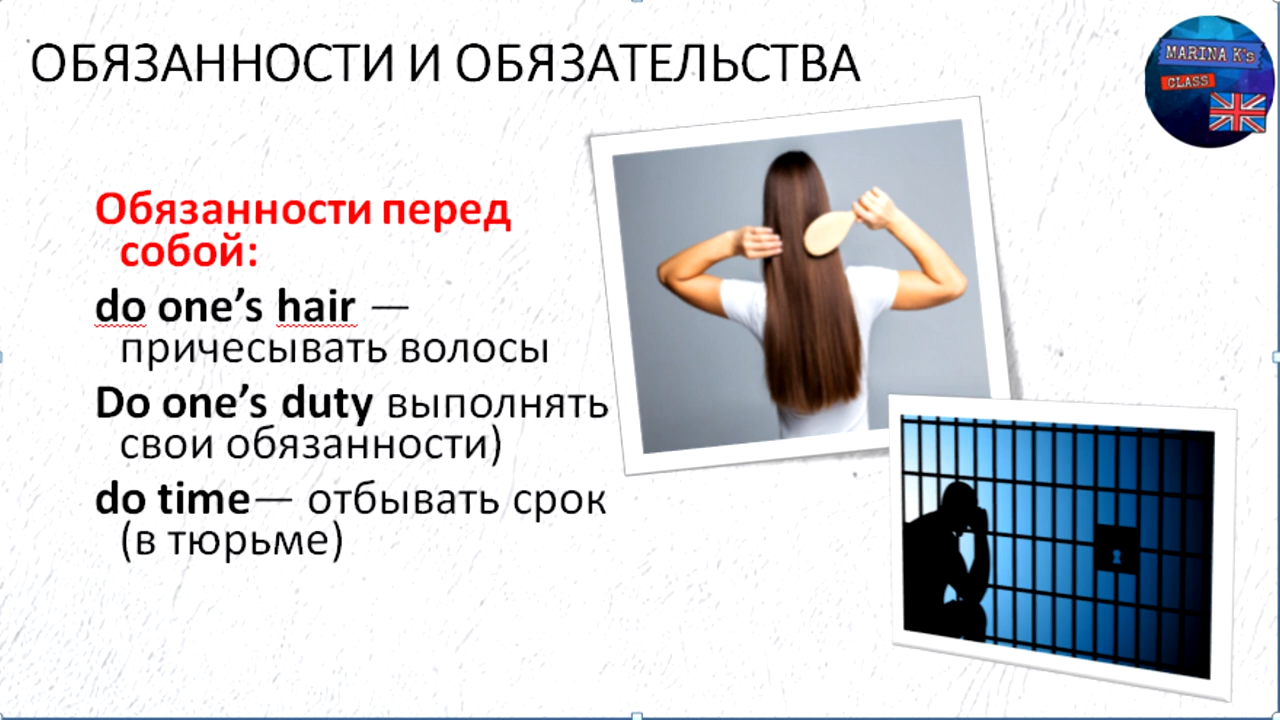 ОБЯЗАННОСТИ И ОБЯЗАТЕЛЬСТВА
MARINA K's
CLASS
Обязанности перед
собой:
do one’s hair —
причесывать волосы
Do one’s duty выполнять
свои обязанности)
do time— отбывать срок
(в тюрьме)